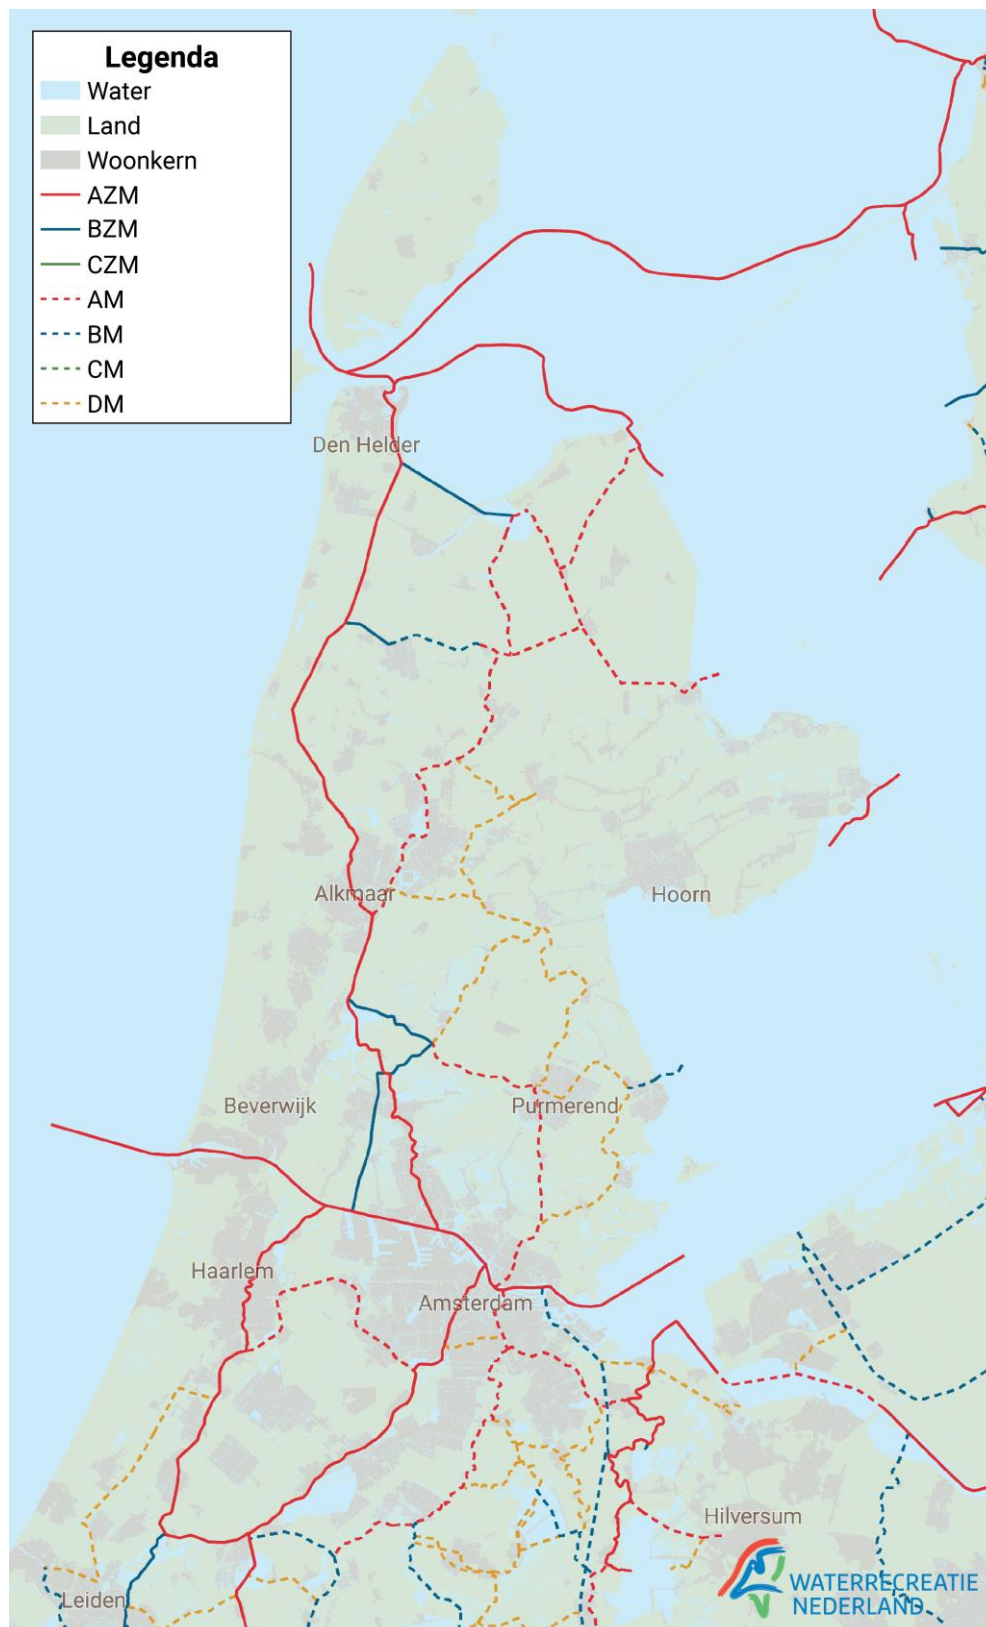 Legenda
Water
Land
Woonkern
AZM
BZM
CZM
AM
BM
CM
DM
Den Helder
Alkmaar
Hoorn
Beverwijk
Purmerend
Haarlem
Amsterdam
Hilversum
Leiden
WATERRECREATIE
NEDERLAND